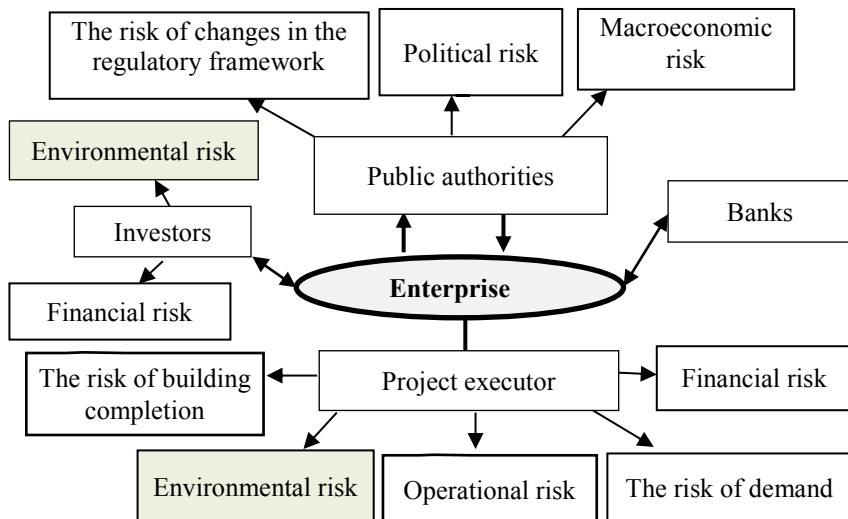 The risk of changes in the
regulatory framework
Political risk
Macroeconomic
risk
Environmental risk
Public authorities
Banks
Investors
Enterprise
Financial risk
The risk of building
completion
Project executor
Financial risk
Environmental risk
Operational risk
The risk of demand